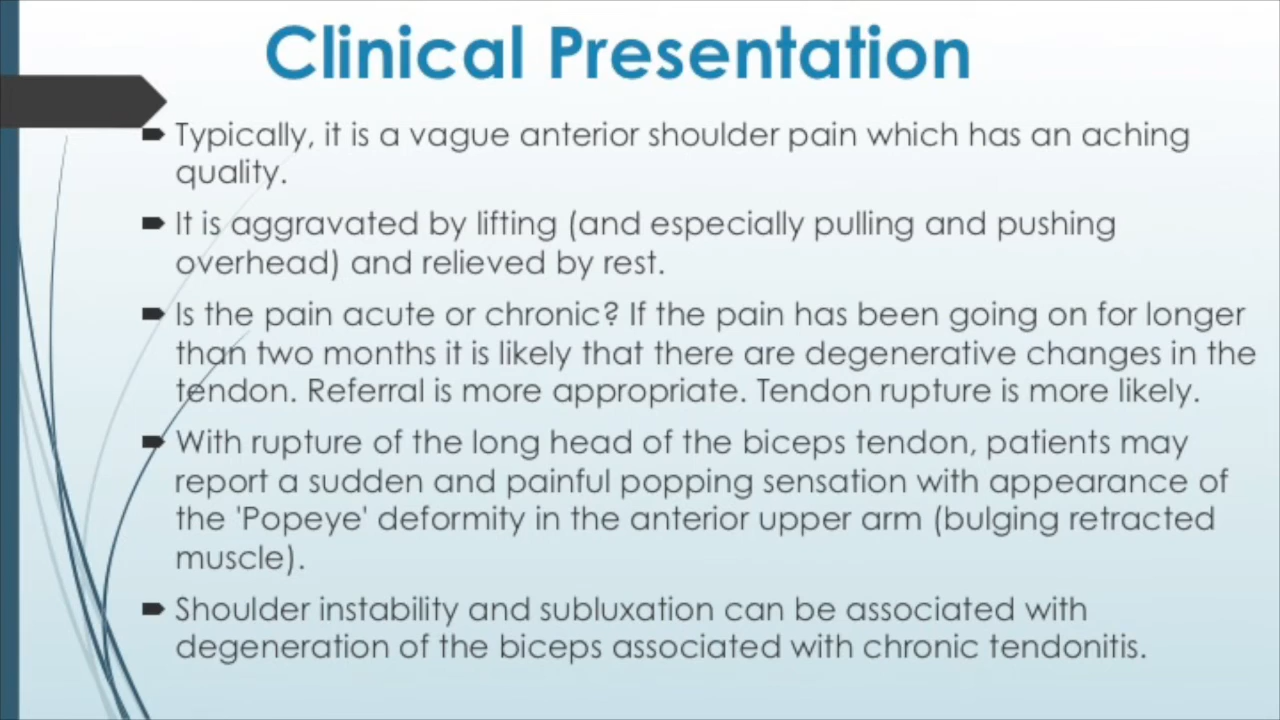 Clinical Presentation
Typically, it is a vague anterior shoulder pain which has an aching
quality.
It is aggravated by lifting (and especially pulling and pushing
overhead) and relieved by rest.
Is the pain acute or chronic? If the pain has been going on for longer
than two months it is likely that there are degenerative changes in the
tendon. Referral is more appropriate. Tendon rupture is more likely.
With rupture of the long head of the biceps tendon, patients may
report a sudden and painful popping sensation with appearance of
the 'Popeye' deformity in the anterior upper arm (bulging retracted
muscle).
Shoulder instability and subluxation can be associated with
degeneration of the biceps associated with chronic tendonitis.